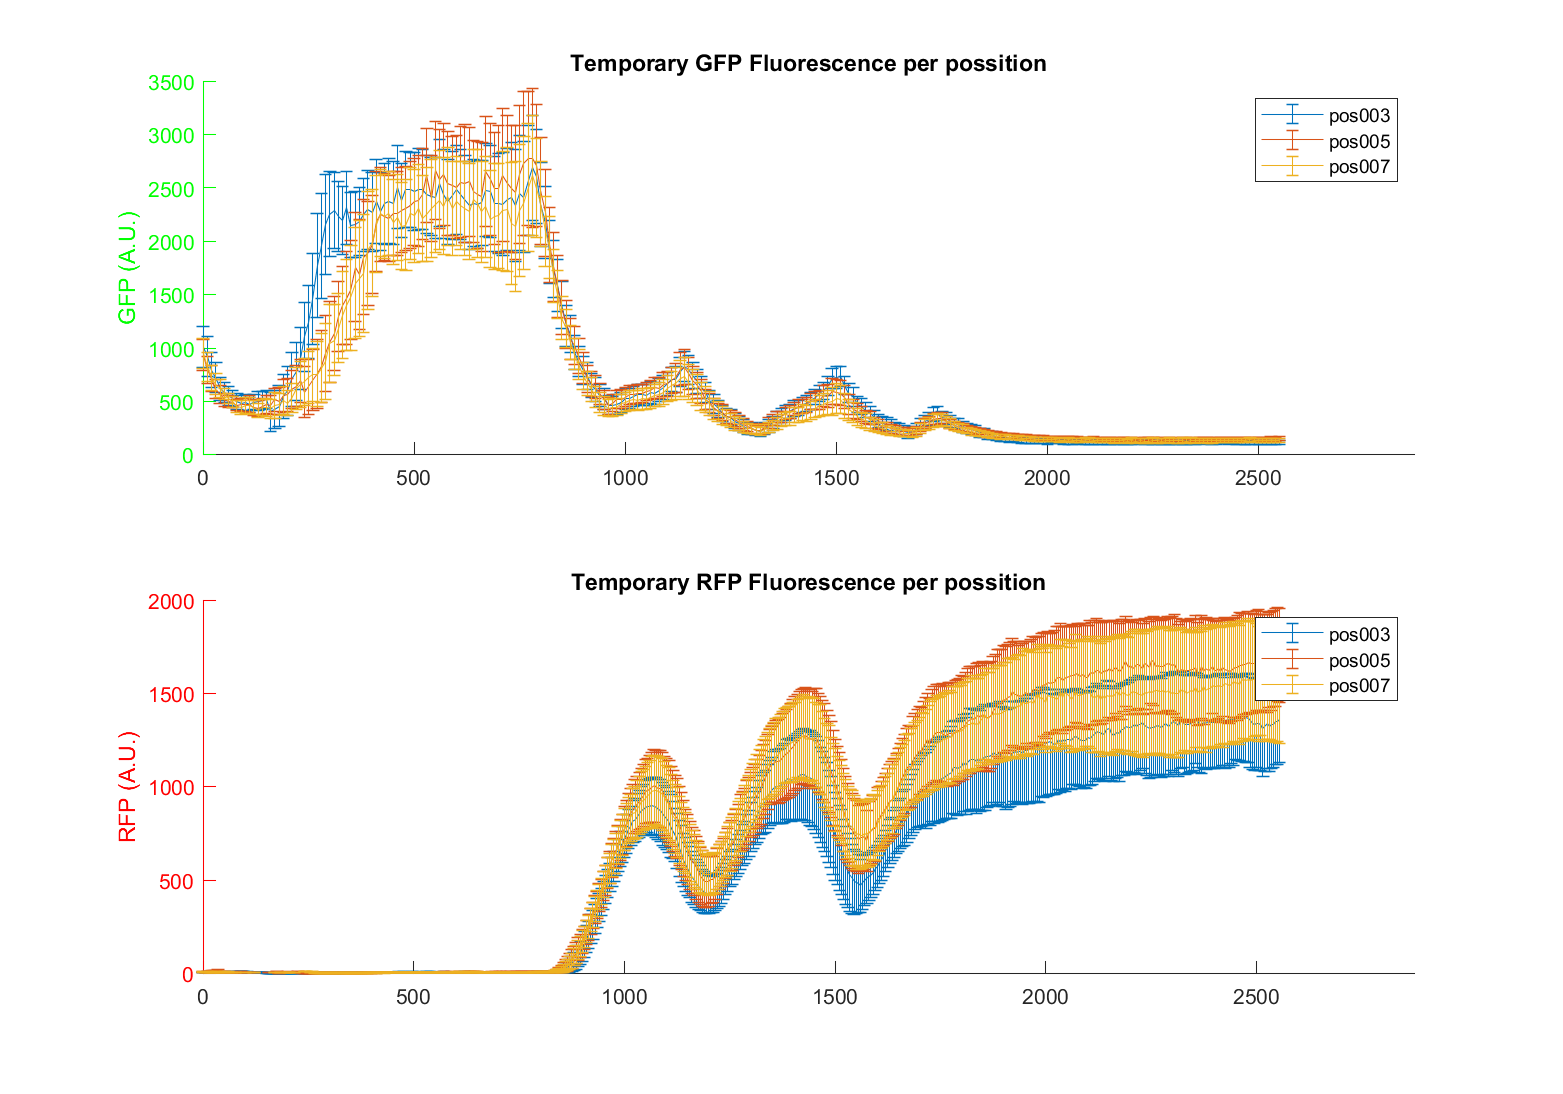 Temporary GFP Fluorescence per possition
3500
3000
2500
2000
1500
1000
500
0
GFP (A.U.)
pos003
pos005
pos007
0 500 1000 1500 2000 2500
Temporary RFP Fluorescence per possition
2000
1500
1000
500
0
RFP (A.U.)
pos003
pos005
pos007
0 500 1000 1500 2000 2500